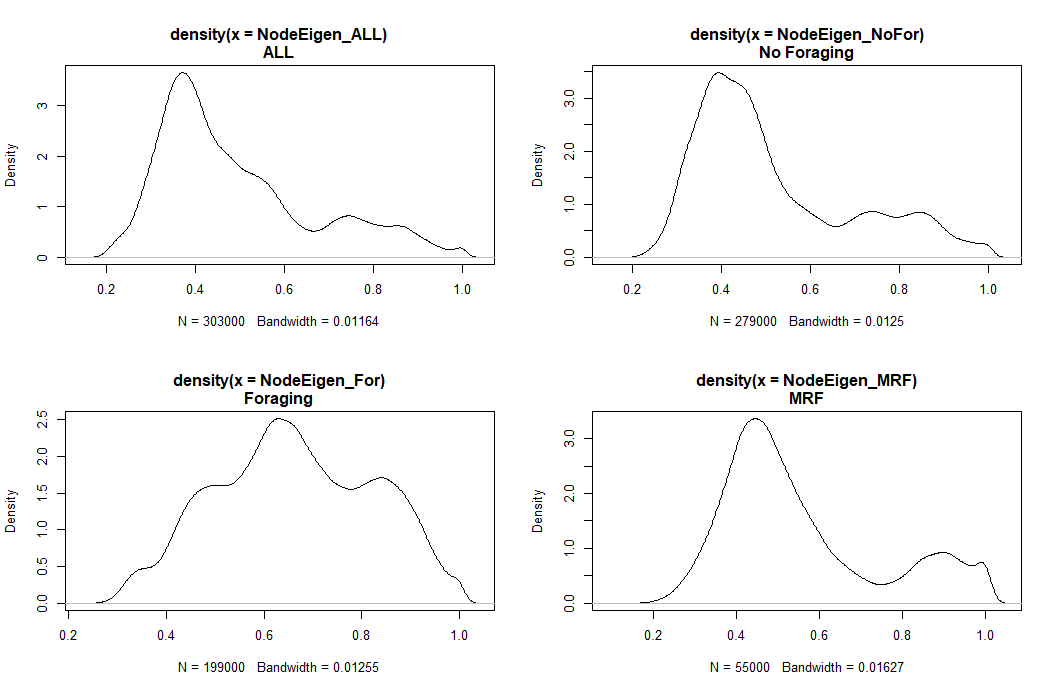 density(x = NodeEigen_ALL)
ALL
Density
3
2
1
0
0.2 0.4 0.6 0.8 1.0
N = 303000 Bandwidth = 0.01164
density(x = NodeEigen_NoFor)
No Foraging
Density
3.0
2.0
1.0
0.0
0.2 0.4 0.6 0.8 1.0
N = 279000 Bandwidth = 0.0125
density(x = NodeEigen_For)
Foraging
Density
2.5
2.0
1.5
1.0
0.5
0.0
0.2 0.4 0.6 0.8 1.0
N = 199000 Bandwidth = 0.01255
density(x = NodeEigen_MRF)
MRF
Density
3.0
2.0
1.0
0.0
0.2 0.4 0.6 0.8 1.0
N = 55000 Bandwidth = 0.01627